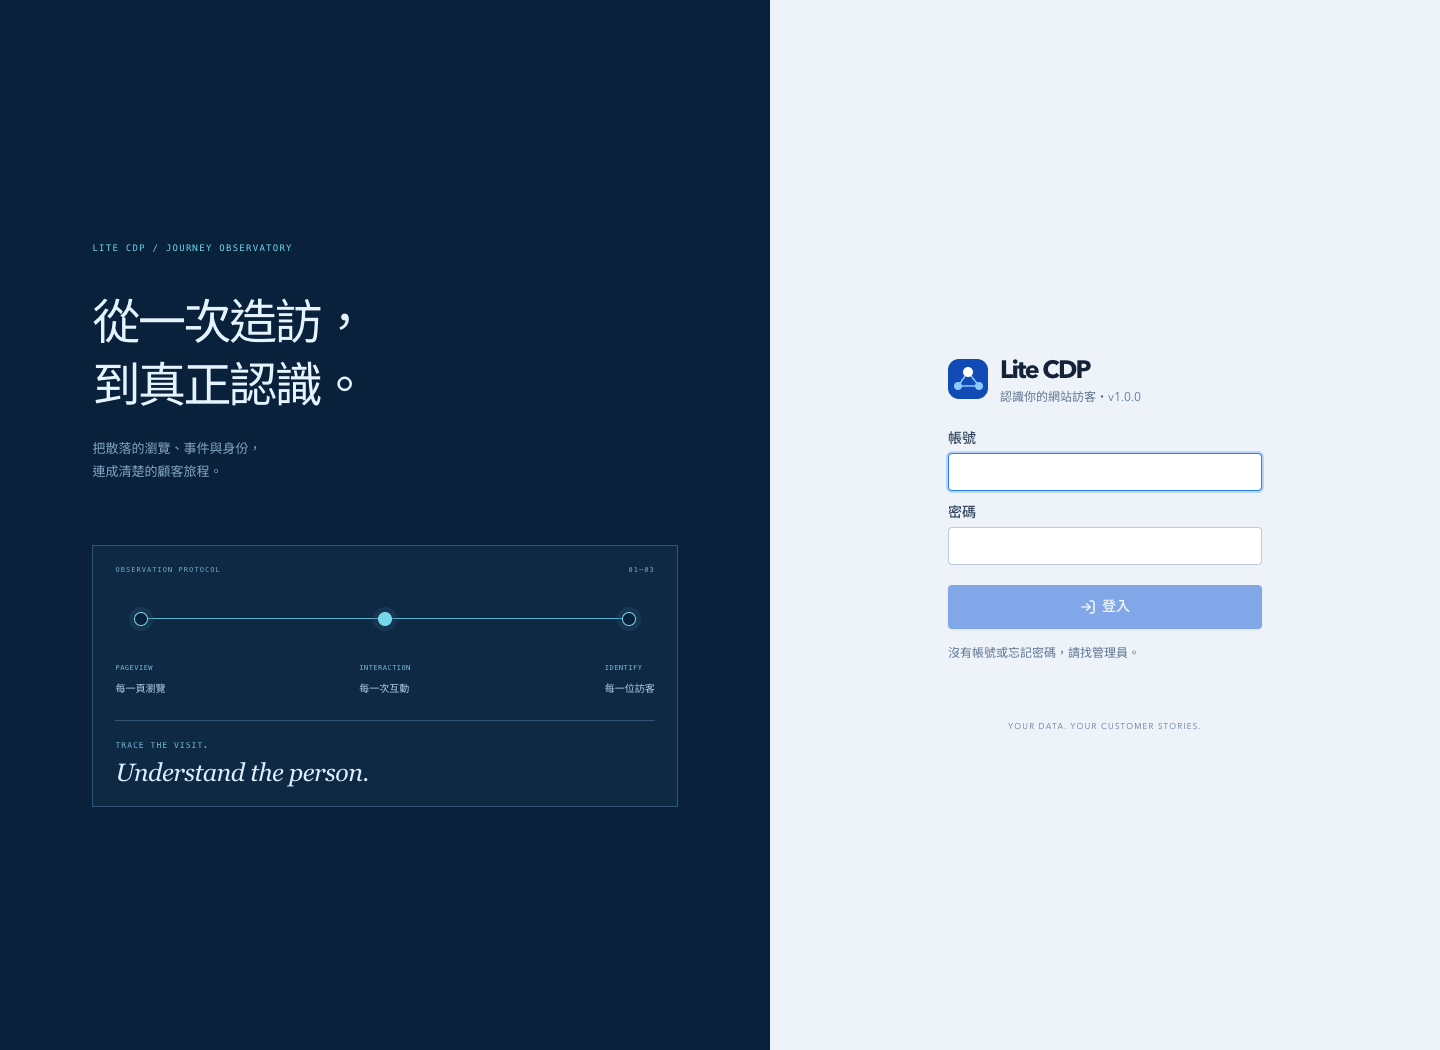 LITE CDP / JOURNEY OBSERVATORY
從一次造訪，
到真正認識。
把散落的瀏覽、事件與身份，
連成清楚的顧客旅程。
OBSERVATION PROTOCOL 01—03
PAGEVIEW INTERACTION IDENTIFY
每一頁瀏覽 每一次互動 每一位訪客
TRACE THE VISIT.
Understand the person.
Lite CDP
認識你的網站訪客・v1.0.0
帳號
密碼
登入
沒有帳號或忘記密碼，請找管理員。
YOUR DATA. YOUR CUSTOMER STORIES.